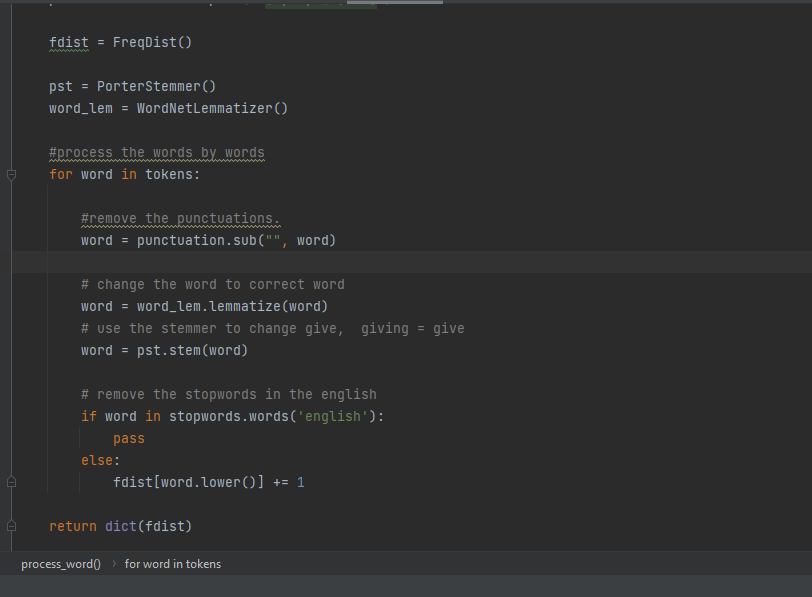 fdist = FreqDist()
pst = PorterStemmer()
word_lem = WordNetLemmatizer()
#process the words by words
for word in tokens:
#remove the punctuations.
word = punctuation.sub("", word)
# change the word to correct word
word = word_lem.lemmatize(word)
# use the stemmer to change give,  giving = give
word = pst.stem(word)
# remove the stopwords in the english
if word in stopwords.words('english'):
pass
else:
fdist[word.lower()] += 1
return dict(fdist)
process_word() › for word in tokens